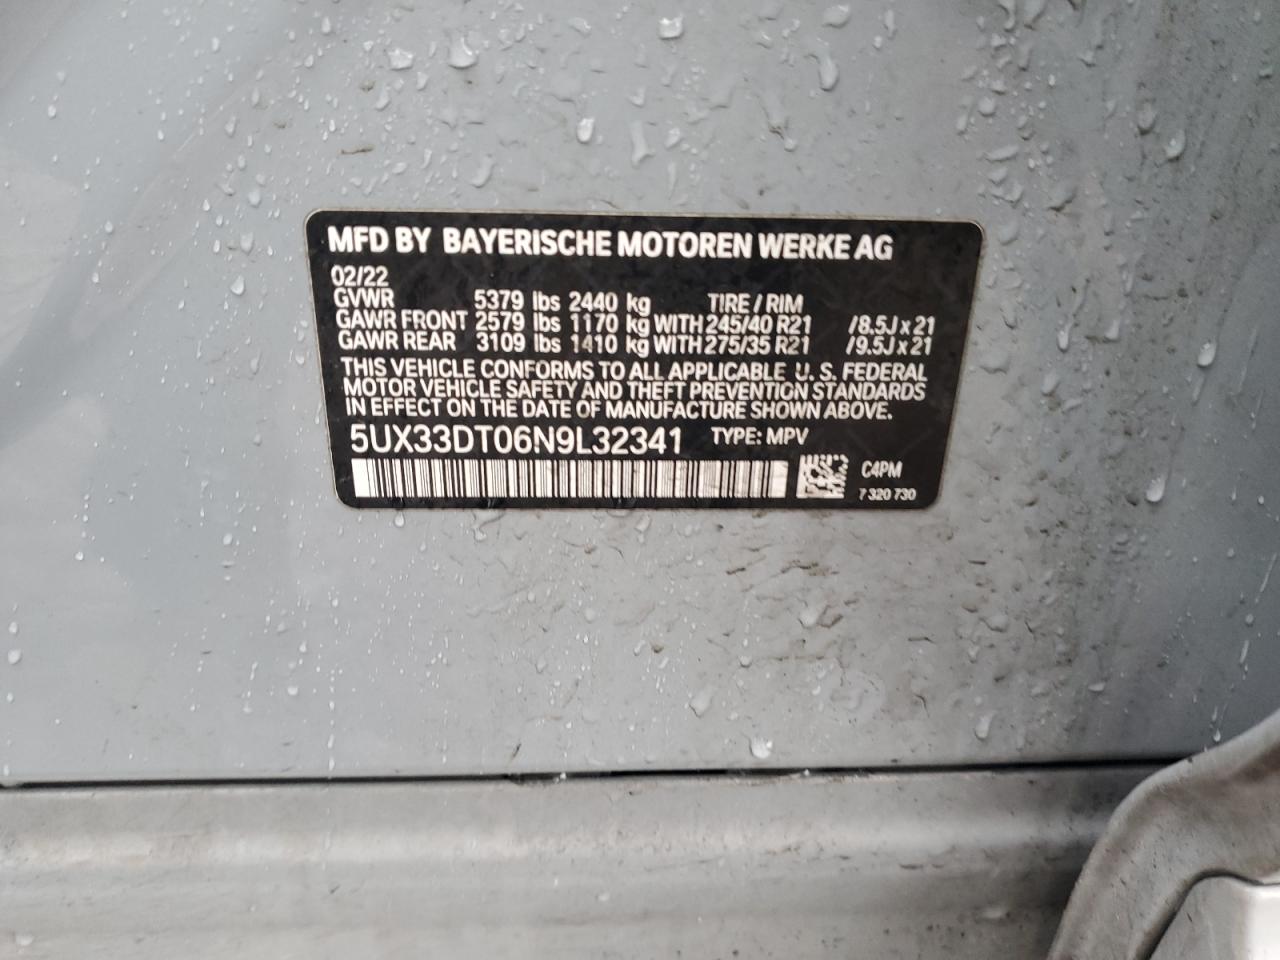 MFD BY BAYERISCHE MOTOREN WERKE AG
02/22
GVWR 5379 lbs 2440 kg TIRE / RIM
GAWR FRONT 2579 lbs 1170 kg WITH 245/40 R21 /8.5J x 21
GAWR REAR 3109 lbs 1410 kg WITH 275/35 R21 /9.5J x 21
THIS VEHICLE CONFORMS TO ALL APPLICABLE U. S. FEDERAL
MOTOR VEHICLE SAFETY AND THEFT PREVENTION STANDARDS
IN EFFECT ON THE DATE OF MANUFACTURE SHOWN ABOVE.
5UX33DT06N9L32341 TYPE: MPV
C4PM
7 320 730